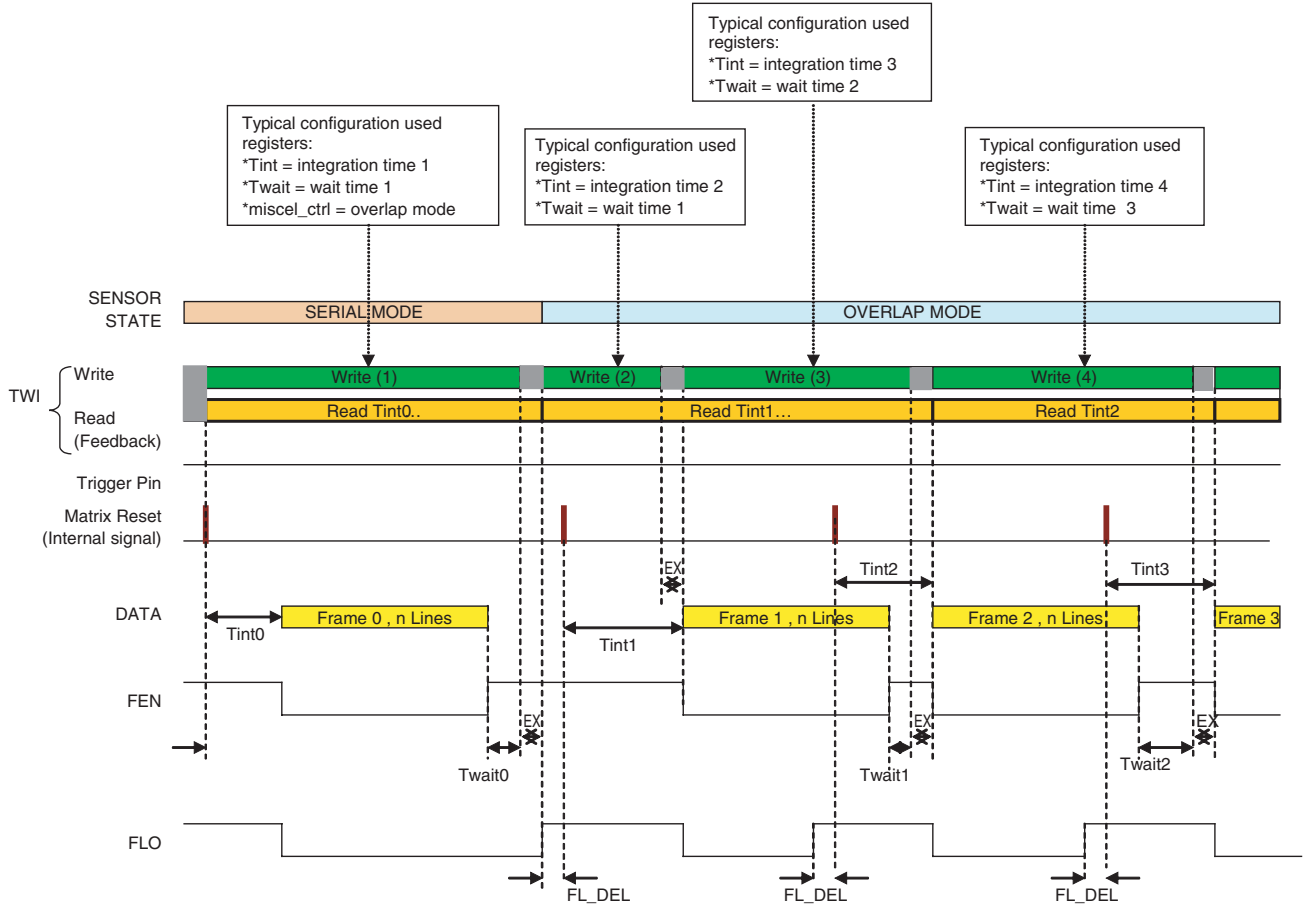 Typical configuration used
registers:
*Tint = integration time 3
*Twait = wait time 2
Typical configuration used
registers:
*Tint = integration time 1
*Twait = wait time 1
*miscel_ctrl = overlap mode
Typical configuration used
registers:
*Tint = integration time 2
*Twait = wait time 1
Typical configuration used
registers:
*Tint = integration time 4
*Twait = wait time 3
SENSOR
STATE
SERIAL MODE
OVERLAP MODE
TWI
Write
Write (1)
Write (2)
Write (3)
Write (4)
Read
(Feedback)
Read Tint0..
Read Tint1...
Read Tint2
Trigger Pin
Matrix Reset
(Internal signal)
EX
Tint2
Tint3
DATA
Tint0
Frame 0 , n Lines
Tint1
Frame 1 , n Lines
Frame 2 , n Lines
Frame 3
FEN
EX
EX
EX
Twait0
Twait1
Twait2
FLO
FL_DEL
FL_DEL
FL_DEL